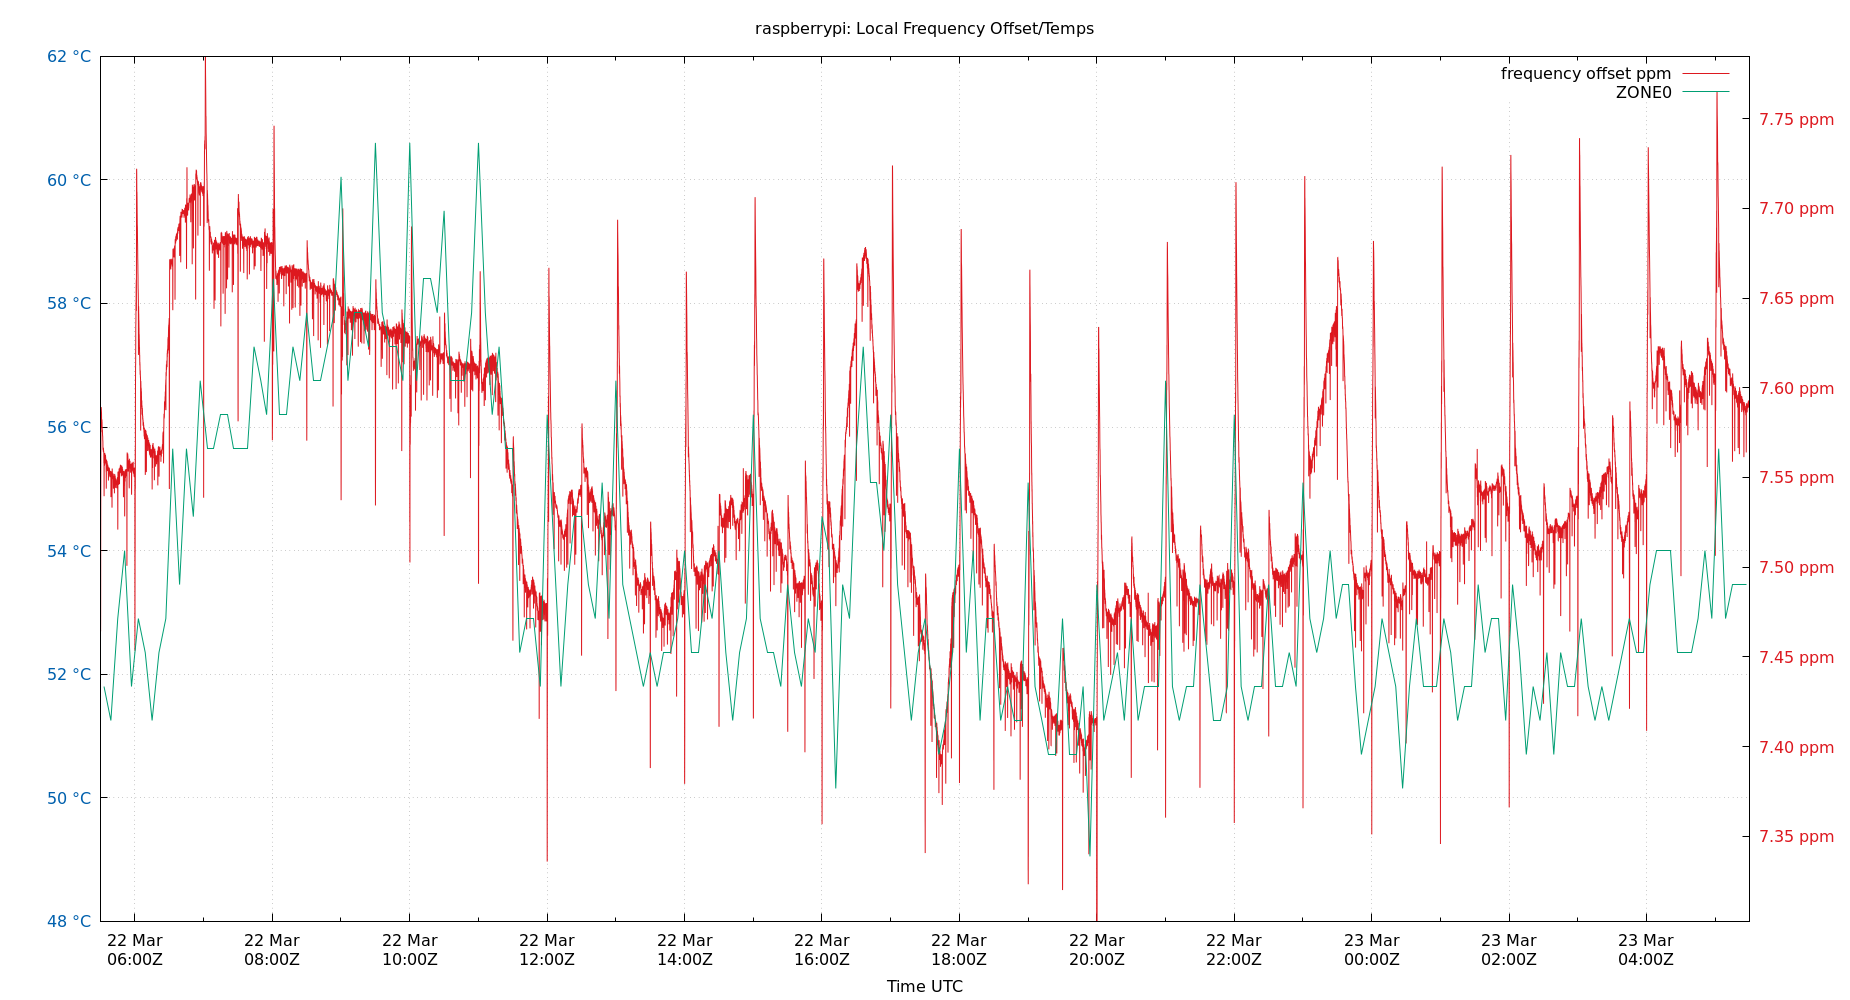 raspberrypi: Local Frequency Offset/Temps
frequency offset ppm
ZONE0
62 °C
60 °C
58 °C
56 °C
54 °C
52 °C
50 °C
48 °C
7.75 ppm
7.70 ppm
7.65 ppm
7.60 ppm
7.55 ppm
7.50 ppm
7.45 ppm
7.40 ppm
7.35 ppm
22 Mar 22 Mar 22 Mar 22 Mar 22 Mar 22 Mar 22 Mar 22 Mar 22 Mar 23 Mar 23 Mar 23 Mar
06:00Z 08:00Z 10:00Z 12:00Z 14:00Z 16:00Z 18:00Z 20:00Z 22:00Z 00:00Z 02:00Z 04:00Z
Time UTC